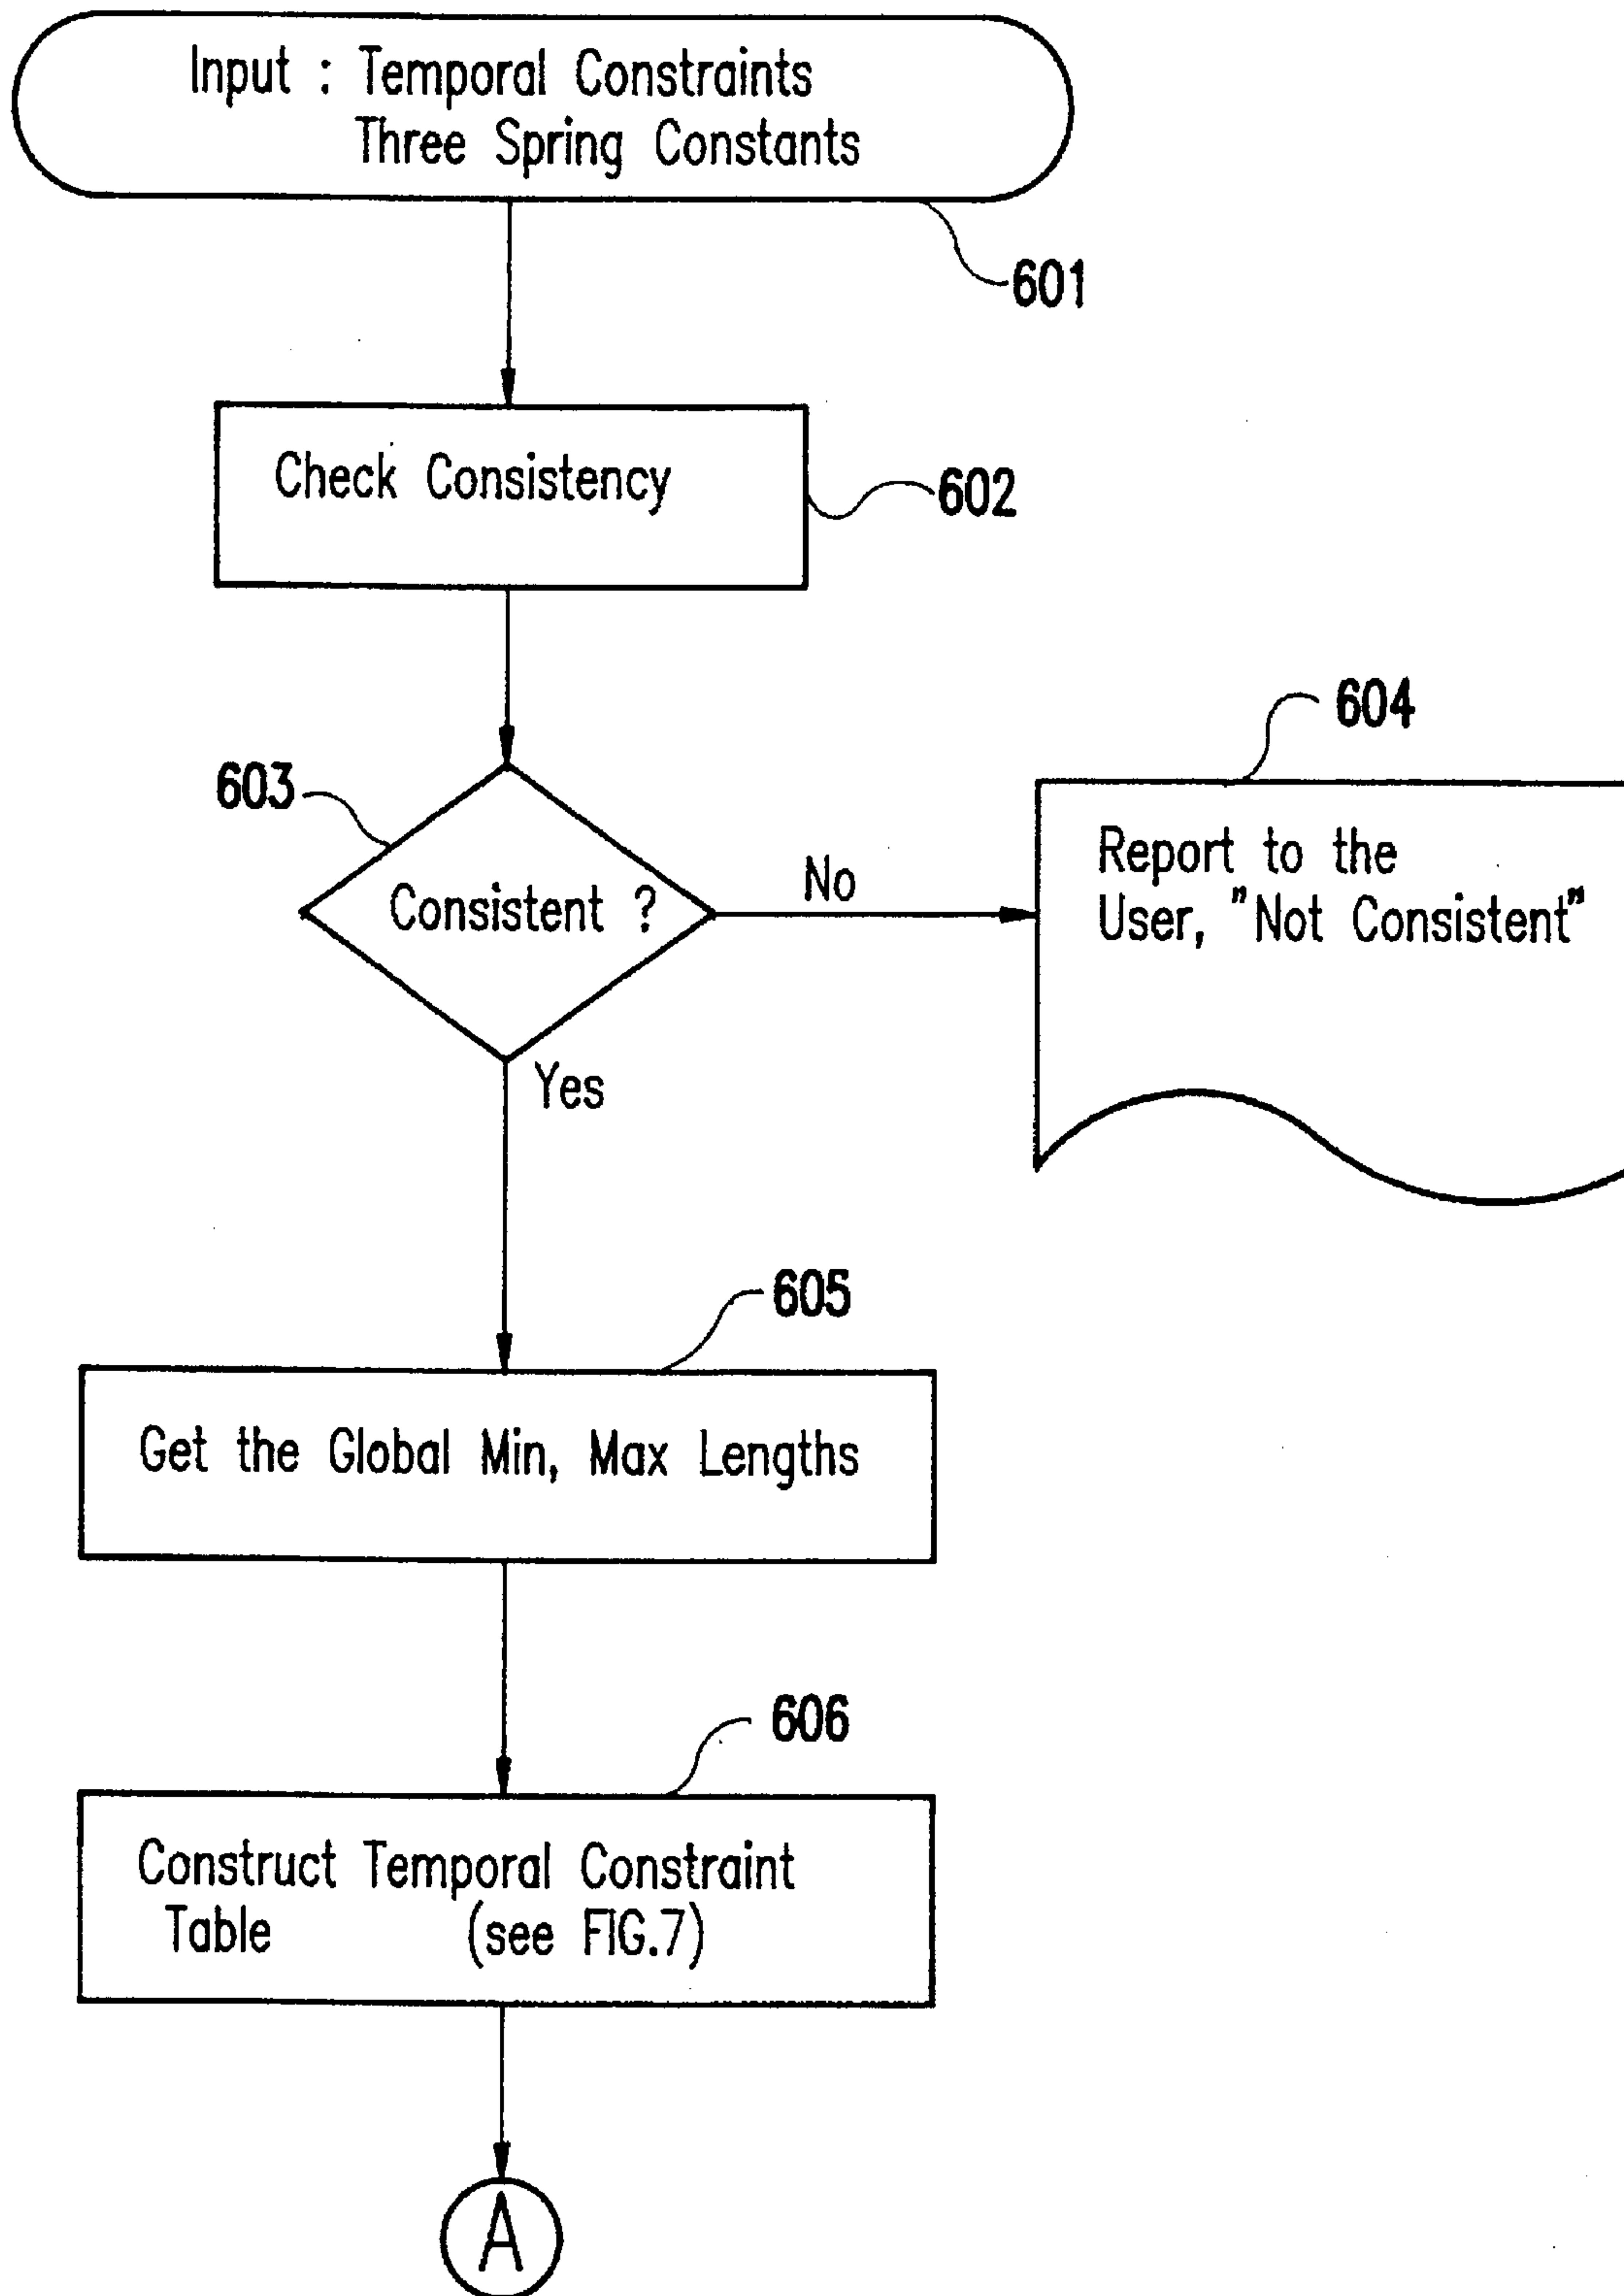 Input : Temporal Constraints
Three Spring Constants
601
Check Consistency
602
603
Consistent ?
No
604
Report to the
User, "Not Consistent"
Yes
605
Get the Global Min, Max Lengths
606
Construct Temporal Constraint
Table (see FIG.7)
A